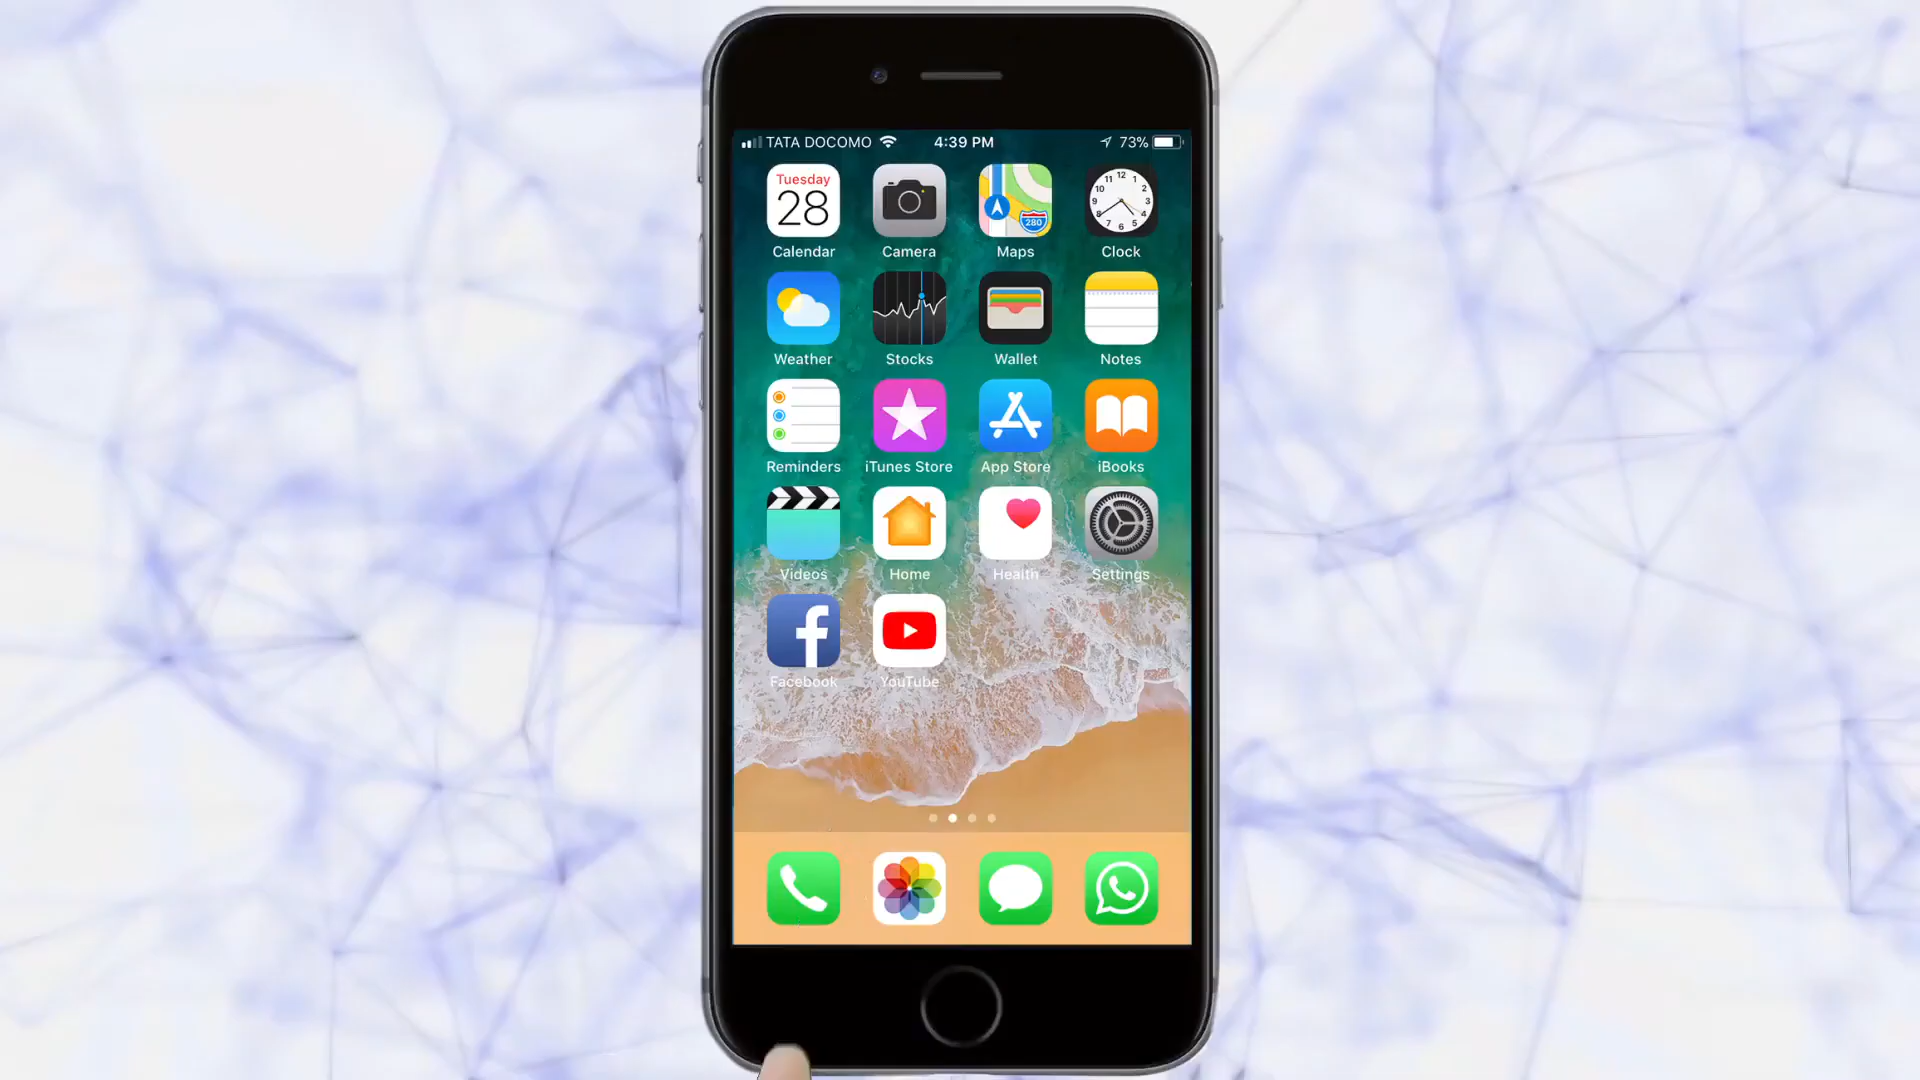 TATA DOCOMO 4:39 PM 73%
Tuesday
28
280
Calendar Camera Maps Clock
Weather Stocks Wallet Notes
Reminders iTunes Store App Store iBooks
Videos Home Health Settings
Facebook YouTube